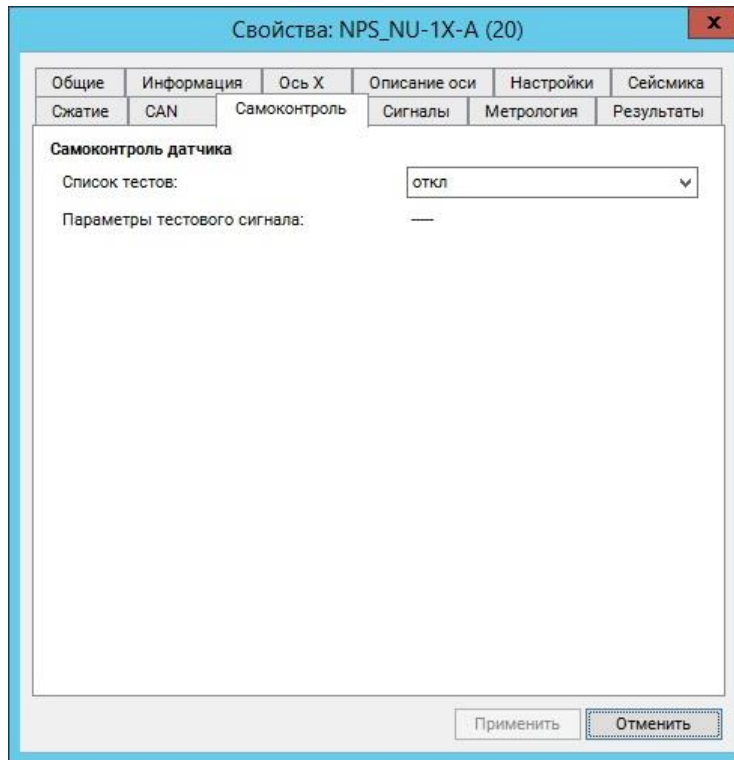 Свойства: NPS_NU-1X-A (20)
x
Общие Информация Ось X Описание оси Настройки Сейсмика
Сжатие CAN Самоконтроль Сигналы Метрология Результаты
Самоконтроль датчика
Список тестов: откл
Параметры тестового сигнала: ----
Применить Отменить